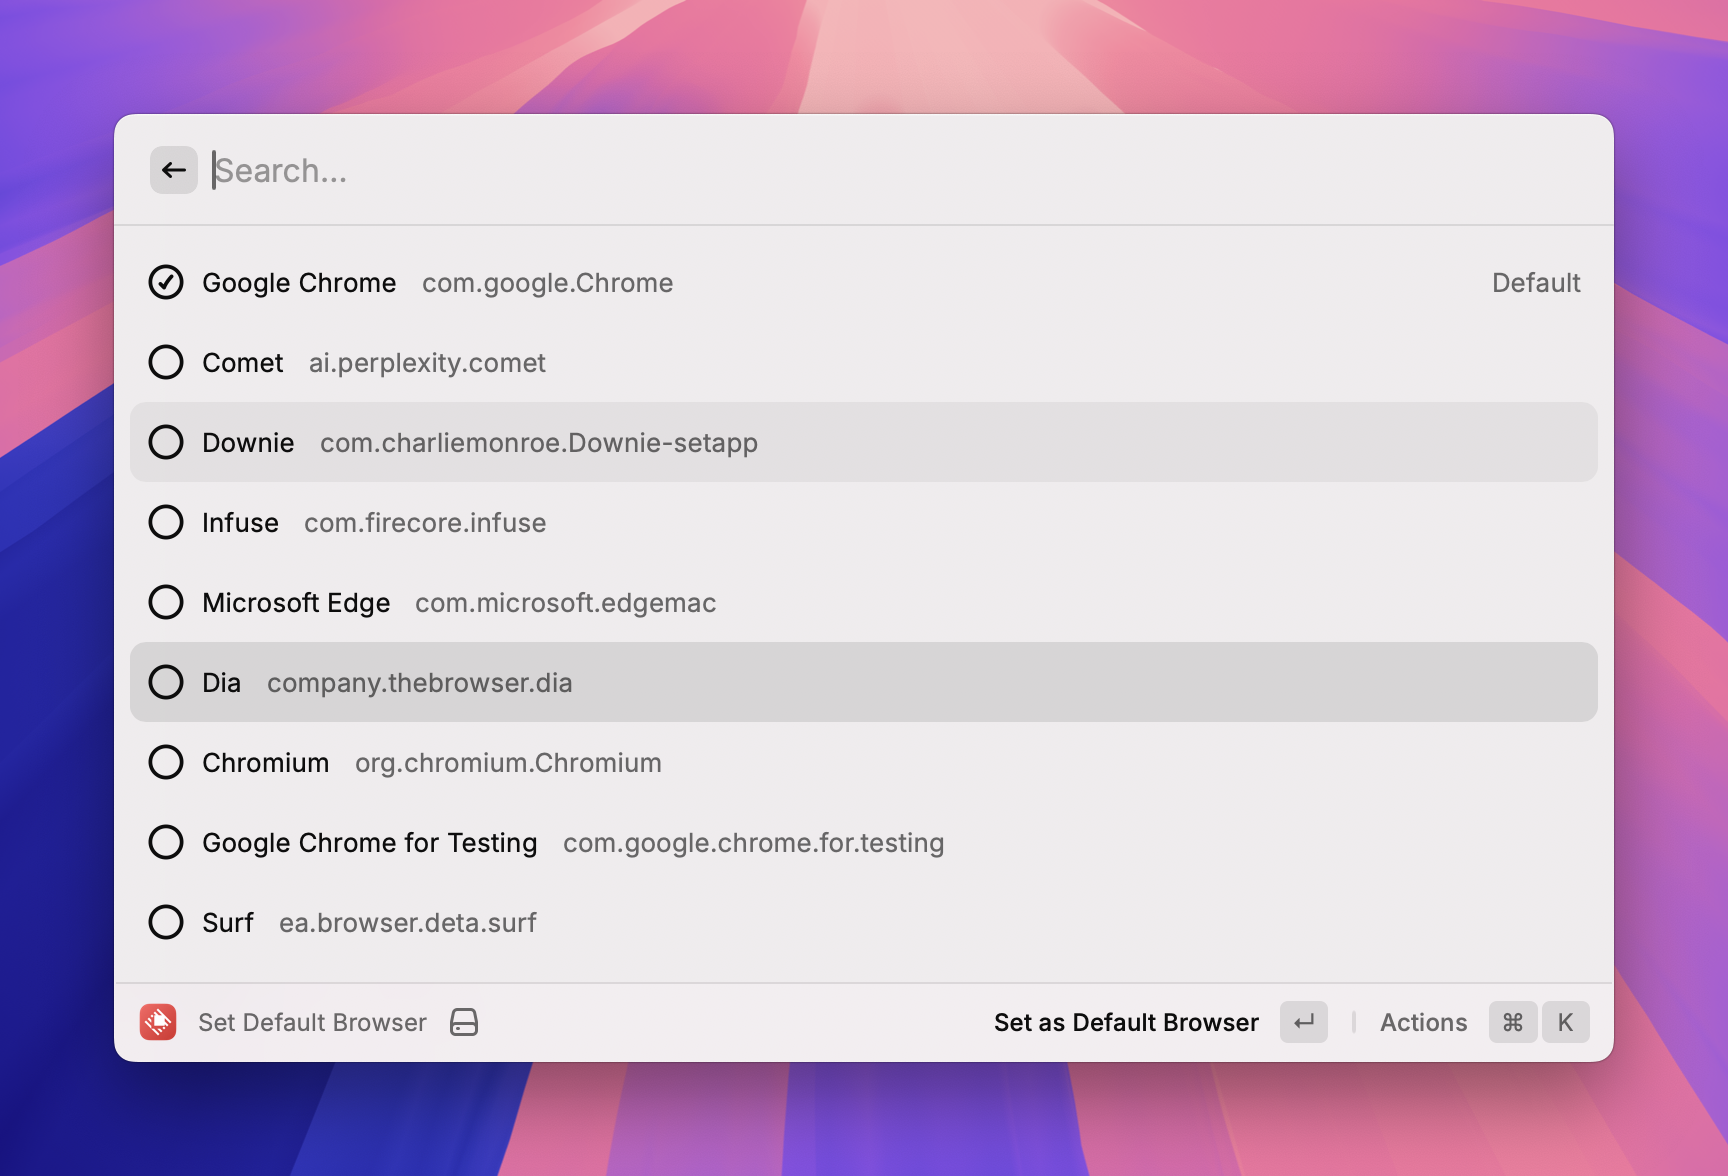 Search...
Google Chrome com.google.Chrome Default
Comet ai.perplexity.comet
Downie com.charliemonroe.Downie-setapp
Infuse com.firecore.infuse
Microsoft Edge com.microsoft.edgemac
Dia company.thebrowser.dia
Chromium org.chromium.Chromium
Google Chrome for Testing com.google.chrome.for.testing
Surf ea.browser.deta.surf
Set Default Browser Set as Default Browser ↵ Actions ⌘ K